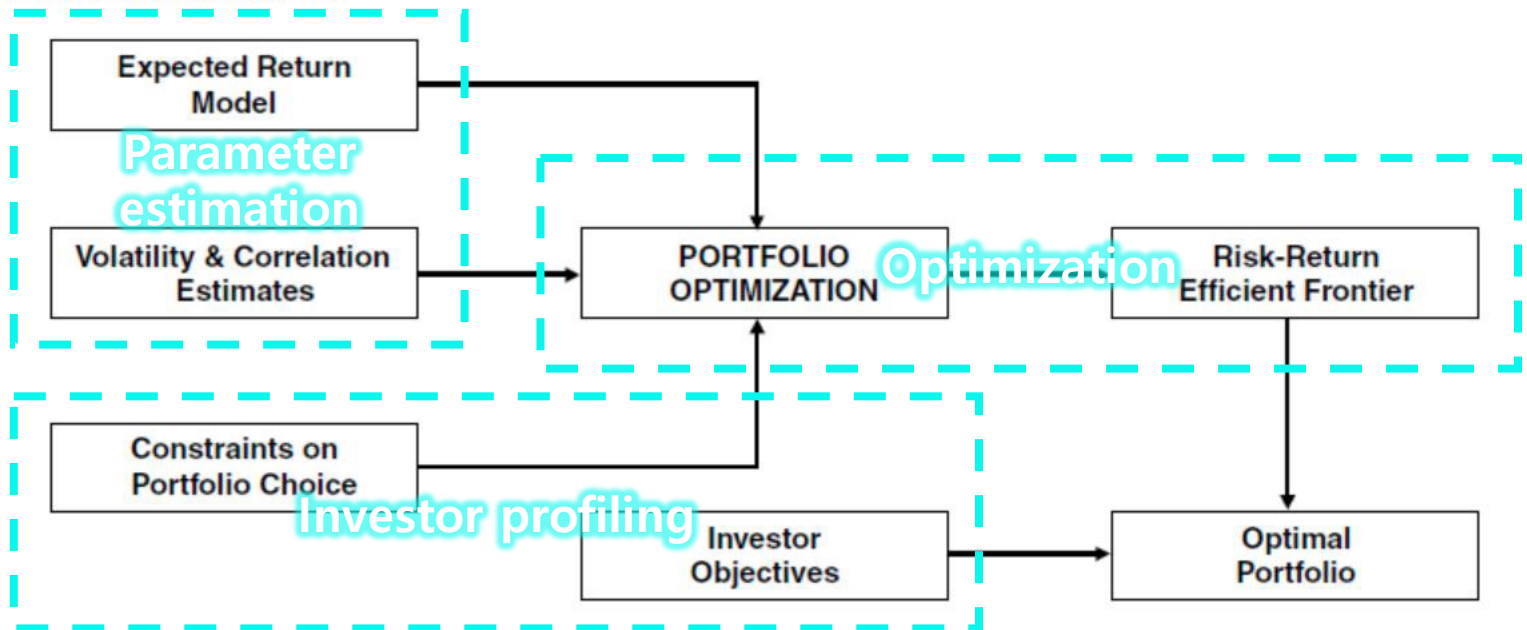 Expected Return
Model
Parameter
estimation
Volatility & Correlation
Estimates
PORTFOLIO
OPTIMIZATION
Optimization
Risk-Return
Efficient Frontier
Constraints on
Portfolio Choice
Investor profiling
Investor
Objectives
Optimal
Portfolio